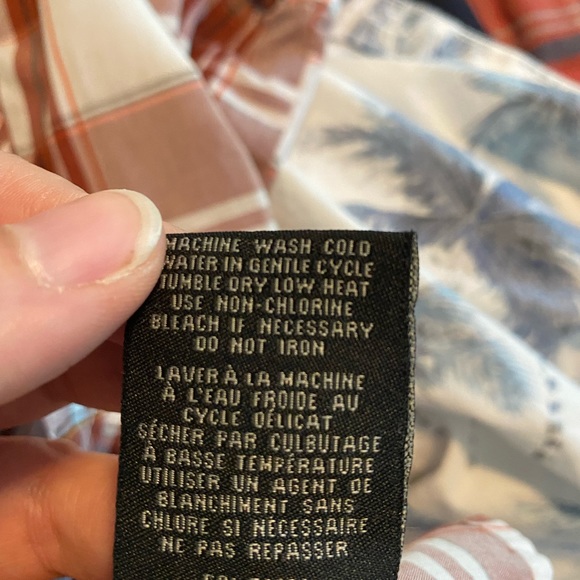 MACHINE WASH COLD
WATER IN GENTLE CYCLE
TUMBLE DRY LOW HEAT
USE NON-CHLORINE
BLEACH IF NECESSARY
DO NOT IRON
LAVER À LA MACHINE
À L'EAU FROIDE AU
CYCLE DÉLICAT
SÉCHER PAR CULBUTAGE
À BASSE TEMPÉRATURE
UTILISER UN AGENT DE
BLANCHIMENT SANS
CHLORE SI NÉCESSAIRE
NE PAS REPASSER